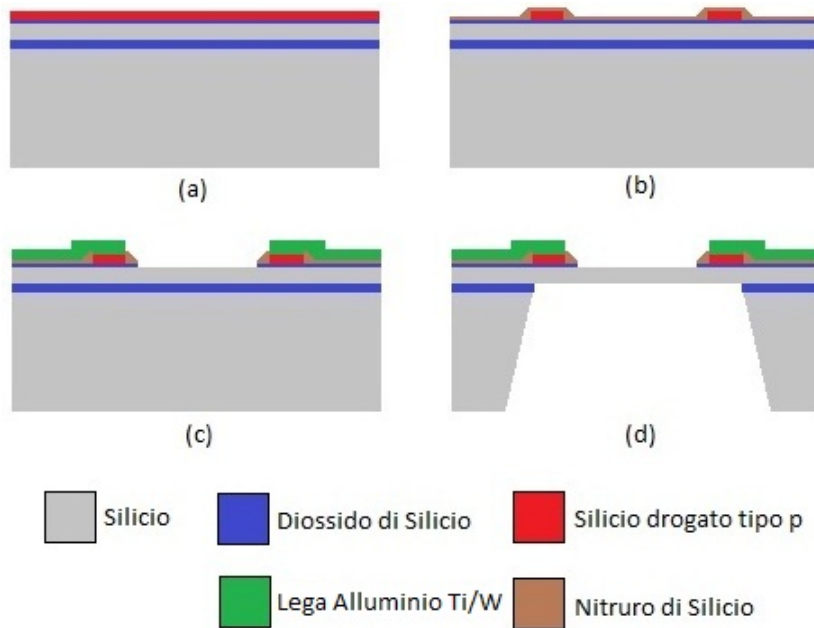 (a)
(b)
(c)
(d)
Silicio
Diossido di Silicio
Silicio drogato tipo p
Lega Alluminio Ti/W
Nitruro di Silicio